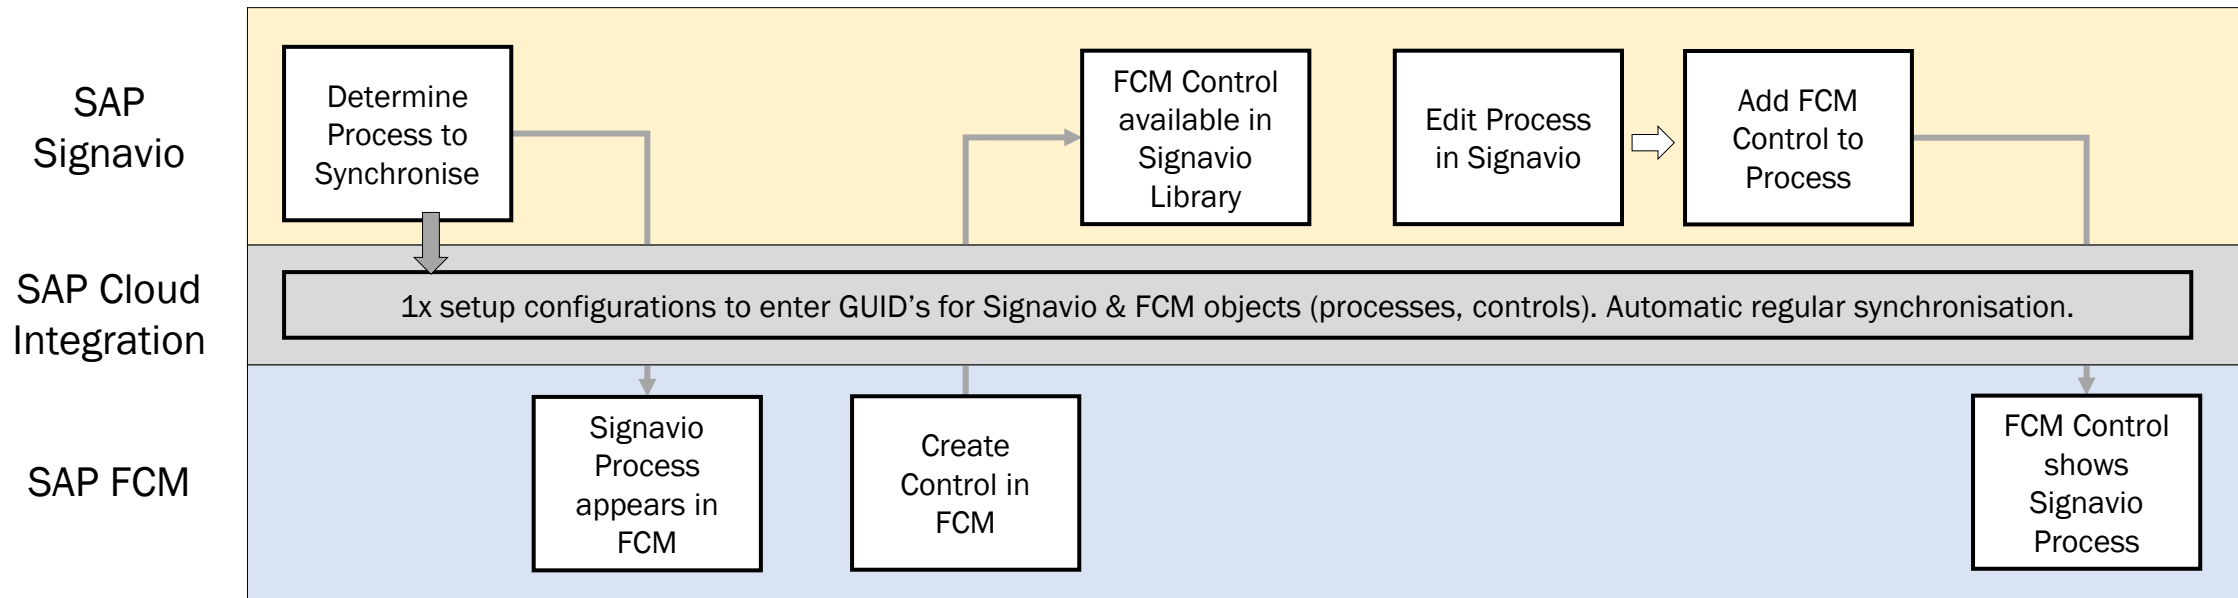 SAP
Signavio
Determine
Process to
Synchronise
FCM Control
available in
Signavio
Library
Edit Process
in Signavio
Add FCM
Control to
Process
SAP Cloud
Integration
1x setup configurations to enter GUID’s for Signavio & FCM objects (processes, controls). Automatic regular synchronisation.
SAP FCM
Signavio
Process
appears in
FCM
Create
Control in
FCM
FCM Control
shows
Signavio
Process